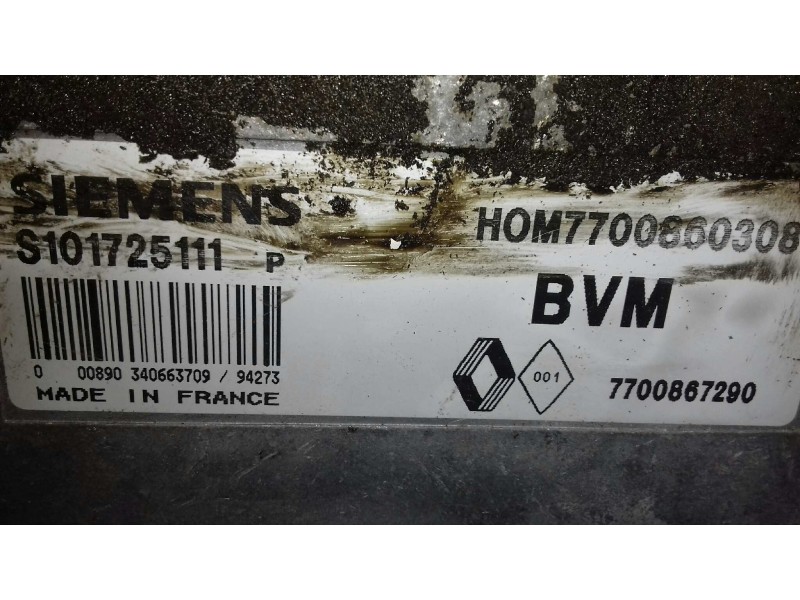 SIEMENS
S101725111 P
0 00890 340663709 / 94273
MADE IN FRANCE
HOM7700860308
BVM
001
7700867290